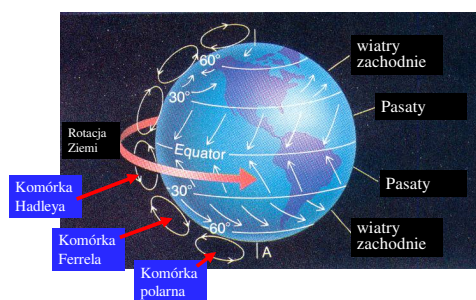 60°
30°
Equator
30°
60°
A
wiatry
zachodnie
Pasaty
Pasaty
wiatry
zachodnie
Rotacja
Ziemi
Komórka
Hadleya
Komórka
Ferrela
Komórka
polarna